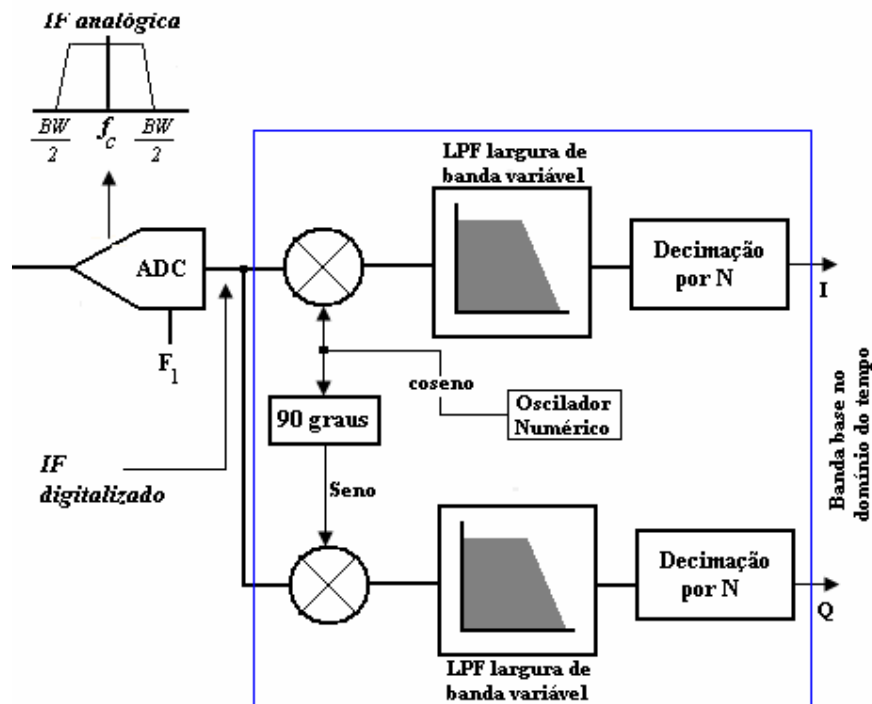 IF analógica
BW
2
f
c
BW
2
ADC
F1
IF
digitalizado
LPF largura de
banda variável
Decimação
por N
I
coseno
90 graus
Oscilador
Numérico
Seno
Decimação
por N
Q
LPF largura de
banda variável
Banda base no
domínio do tempo